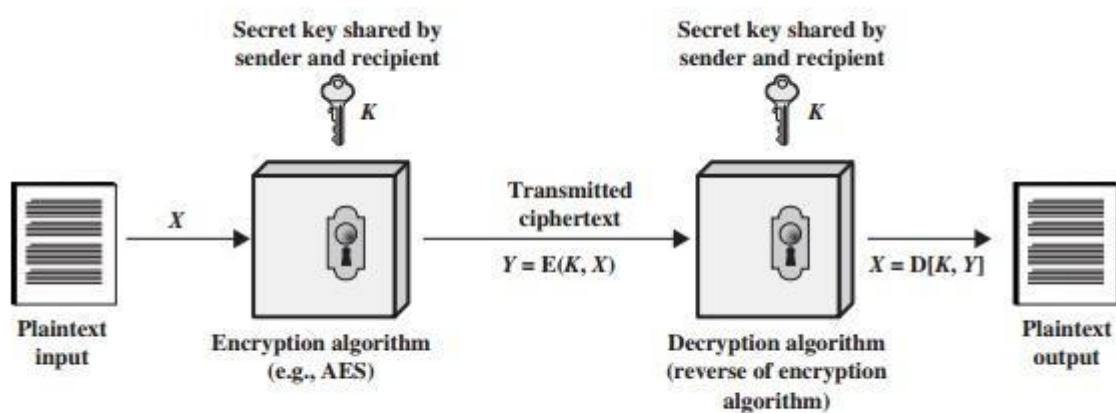 Secret key shared by
sender and recipient
K
Secret key shared by
sender and recipient
K
X
Transmitted
ciphertext
Y = E(K, X)
X = D[K, Y]
Plaintext
input
Encryption algorithm
(e.g., AES)
Decryption algorithm
(reverse of encryption
algorithm)
Plaintext
output